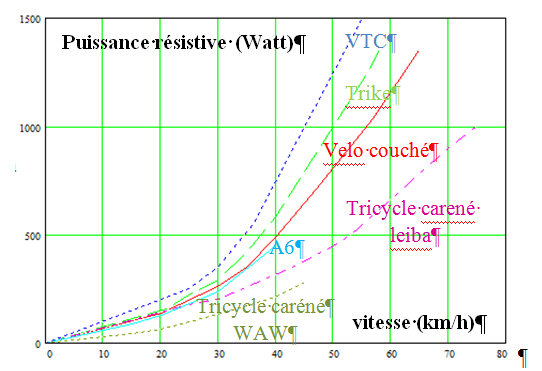 1500
Puissance·résistive·(Watt)¶
VTC¶
Trike¶
1000
Velo·couché¶
Tricycle·carené·
leiba¶
500
A6¶
Tricycle·caréné¶
WAW¶
vitesse·(km/h)¶
0
0 10 20 30 40 50 60 70 80
¶